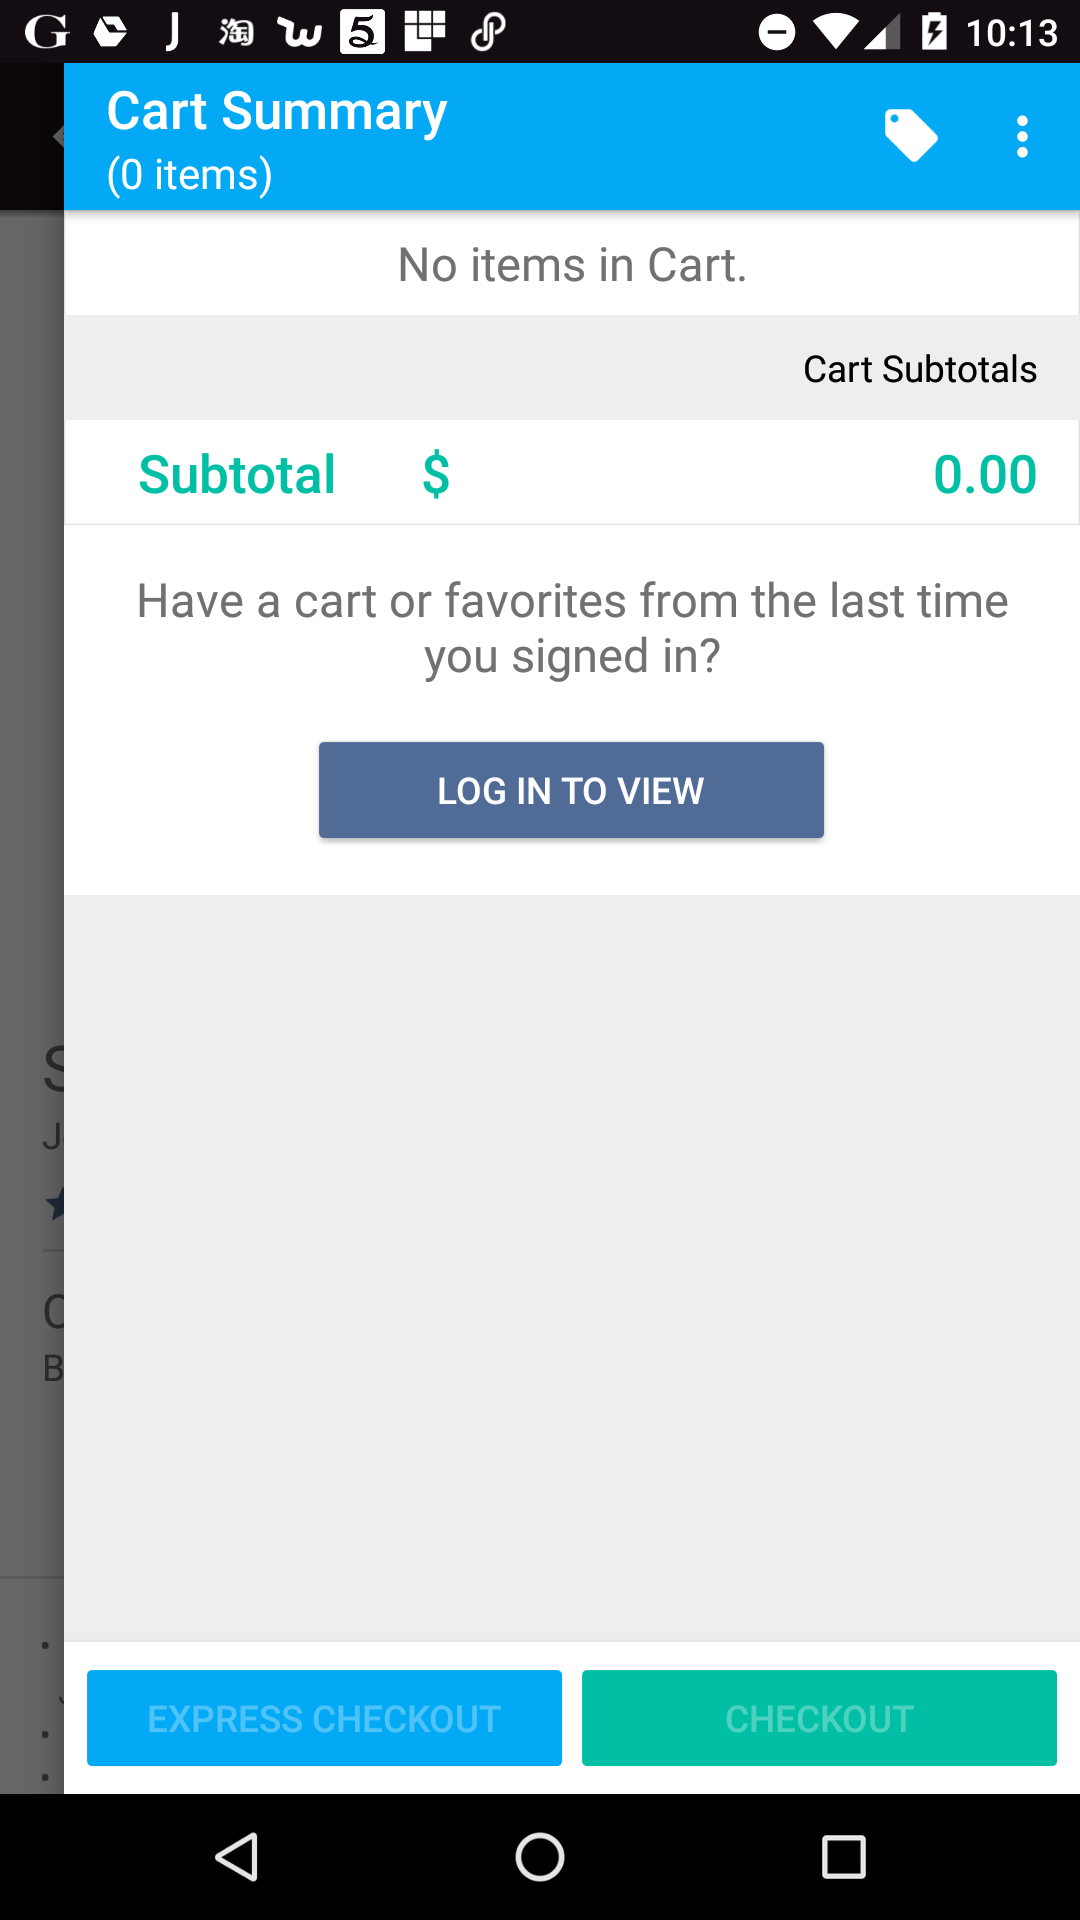 10:13
Cart Summary
(0 items)
No items in Cart.
Cart Subtotals
Subtotal $ 0.00
Have a cart or favorites from the last time
you signed in?
LOG IN TO VIEW
S
J
B
EXPRESS CHECKOUT
CHECKOUT